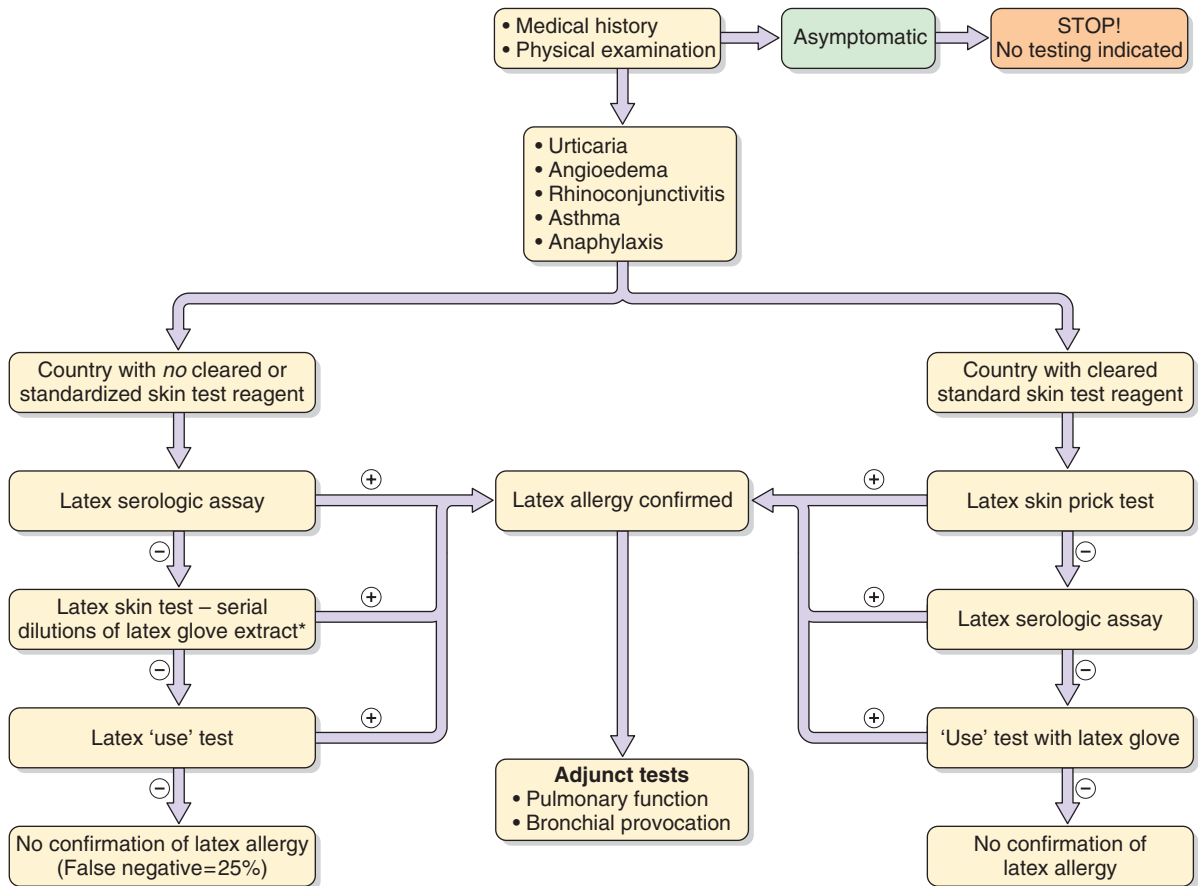 • Medical history
• Physical examination
Asymptomatic
STOP!
No testing indicated
• Urticaria
• Angioedema
• Rhinoconjunctivitis
• Asthma
• Anaphylaxis
Country with no cleared or
standardized skin test reagent
Country with cleared
standard skin test reagent
Latex serologic assay
+
Latex allergy confirmed
+
Latex skin prick test
−
−
Latex skin test – serial
dilutions of latex glove extract*
+
+
Latex serologic assay
−
−
Latex ‘use’ test
+
+
‘Use’ test with latex glove
−
−
Adjunct tests
• Pulmonary function
• Bronchial provocation
No confirmation of latex allergy
(False negative=25%)
No confirmation of
latex allergy